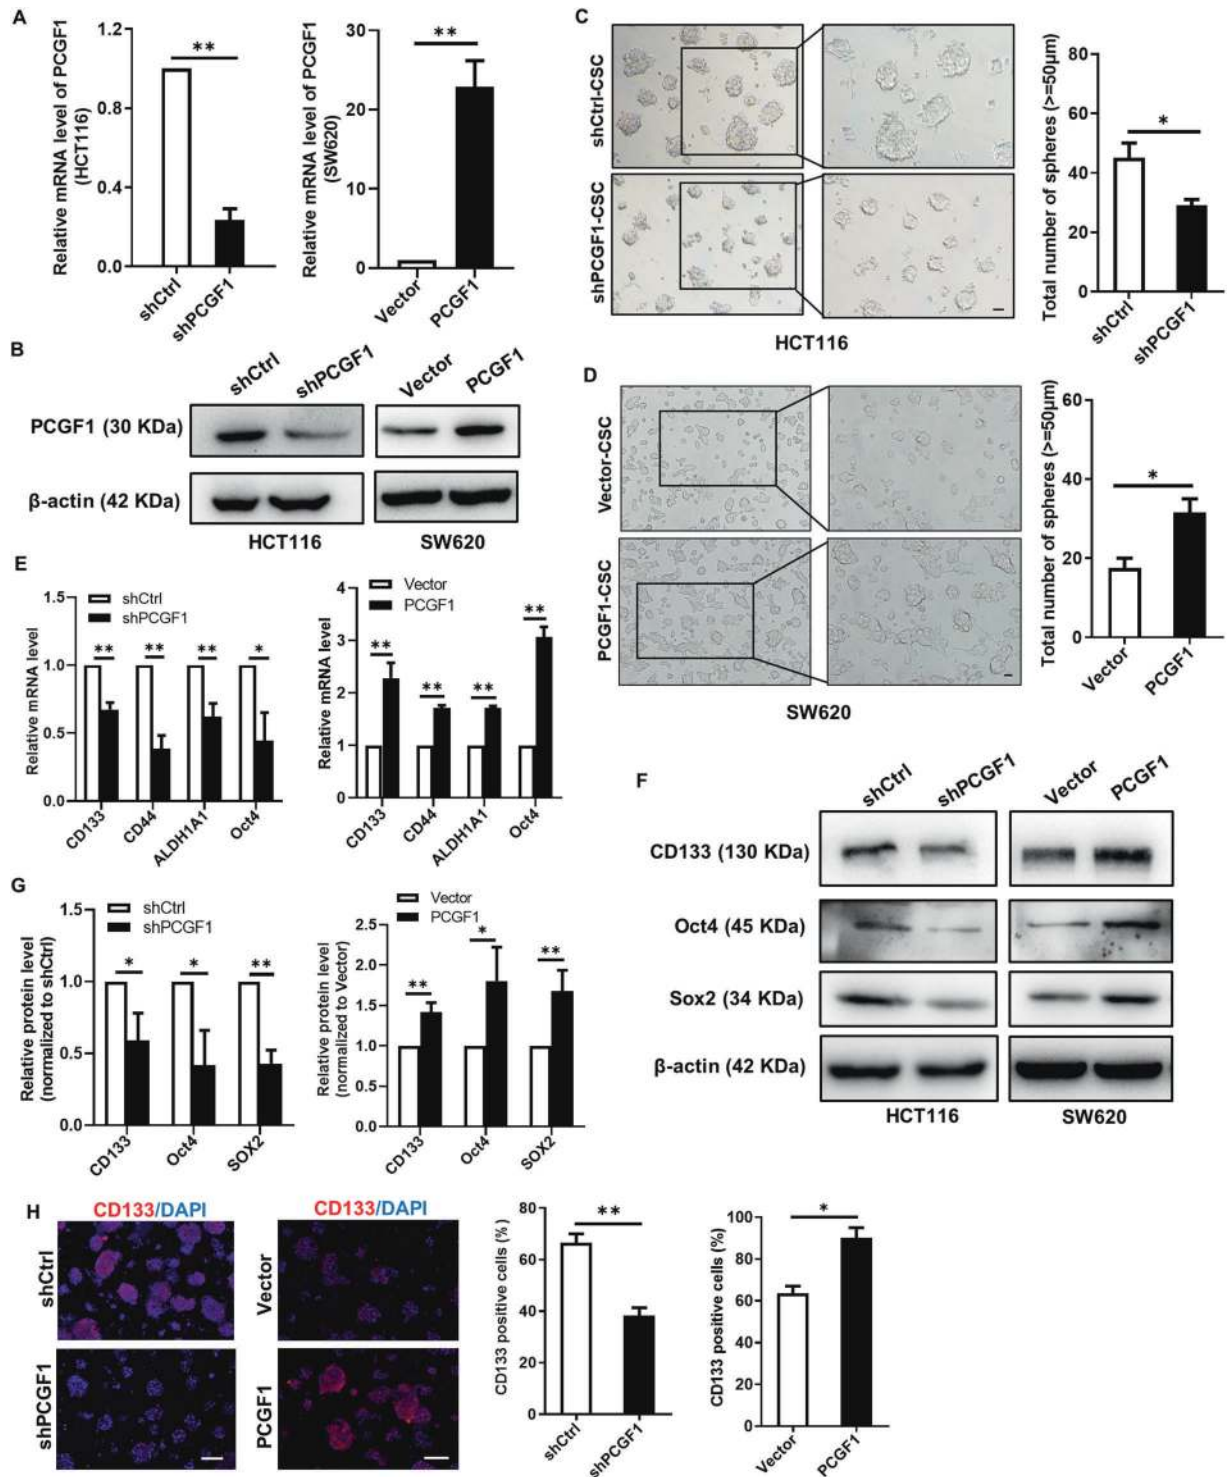 A
Relative mRNA level of PCGF1
(HCT116)
1.2
0.8
0.4
0.0
**
shCtrl
shPCGF1
Relative mRNA level of PCGF1
(SW620)
30
20
10
0
**
Vector
PCGF1
B
shCtrl
shPCGF1
Vector
PCGF1
PCGF1 (30 KDa)
β-actin (42 KDa)
HCT116
SW620
C
shCtrl-CSC
shPCGF1-CSC
HCT116
Total number of spheres (>=50μm)
80
60
40
20
0
*
shCtrl
shPCGF1
D
Vector-CSC
PCGF1-CSC
SW620
Total number of spheres (>=50μm)
60
40
20
0
*
Vector
PCGF1
E
Relative mRNA level
1.5
1.0
0.5
0.0
shCtrl
shPCGF1
**
**
**
*
CD133
CD44
ALDH1A1
Oct4
Relative mRNA level
4
3
2
1
0
Vector
PCGF1
**
**
**
**
CD133
CD44
ALDH1A1
Oct4
F
shCtrl
shPCGF1
Vector
PCGF1
CD133 (130 KDa)
Oct4 (45 KDa)
Sox2 (34 KDa)
β-actin (42 KDa)
HCT116
SW620
G
Relative protein level
(normalized to shCtrl)
1.5
1.0
0.5
0.0
shCtrl
shPCGF1
*
*
**
CD133
Oct4
SOX2
Relative protein level
(normalized to Vector)
2.5
2.0
1.5
1.0
0.5
0.0
Vector
PCGF1
**
*
**
CD133
Oct4
SOX2
H
CD133/DAPI
shCtrl
shPCGF1
CD133/DAPI
Vector
PCGF1
CD133 positive cells (%)
80
60
40
20
0
**
shCtrl
shPCGF1
CD133 positive cells (%)
100
80
60
40
20
0
*
Vector
PCGF1